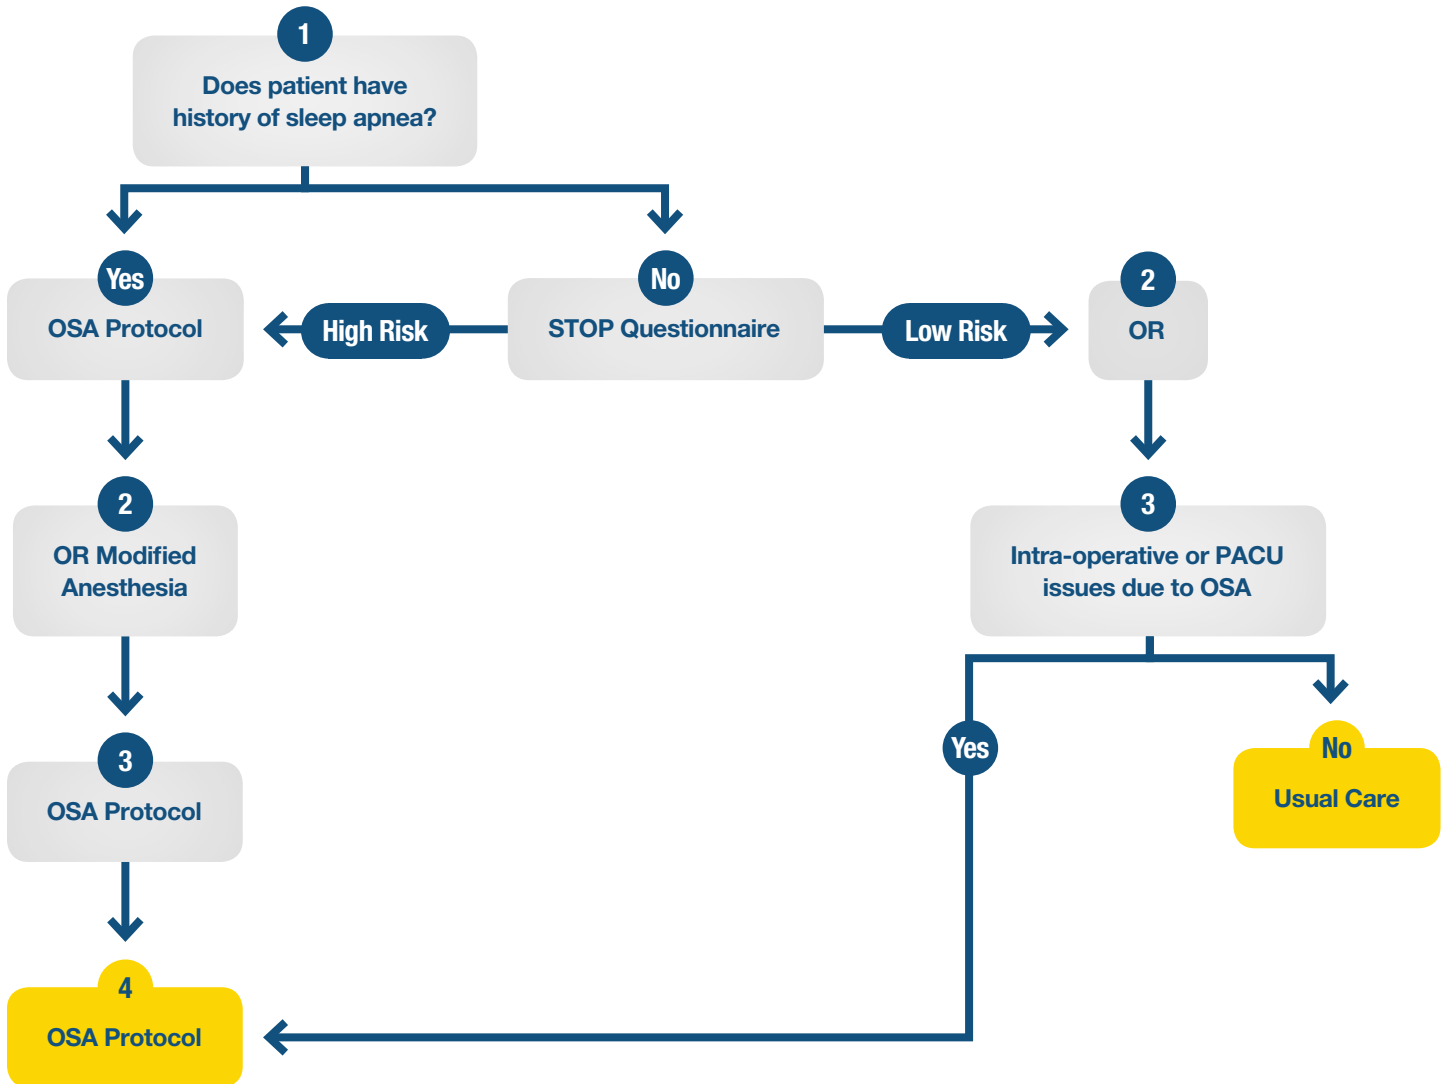 1
Does patient have
history of sleep apnea?
Yes
OSA Protocol
High Risk
No
STOP Questionnaire
Low Risk
2
OR
2
OR Modified
Anesthesia
3
Intra-operative or PACU
issues due to OSA
3
OSA Protocol
Yes
No
Usual Care
4
OSA Protocol